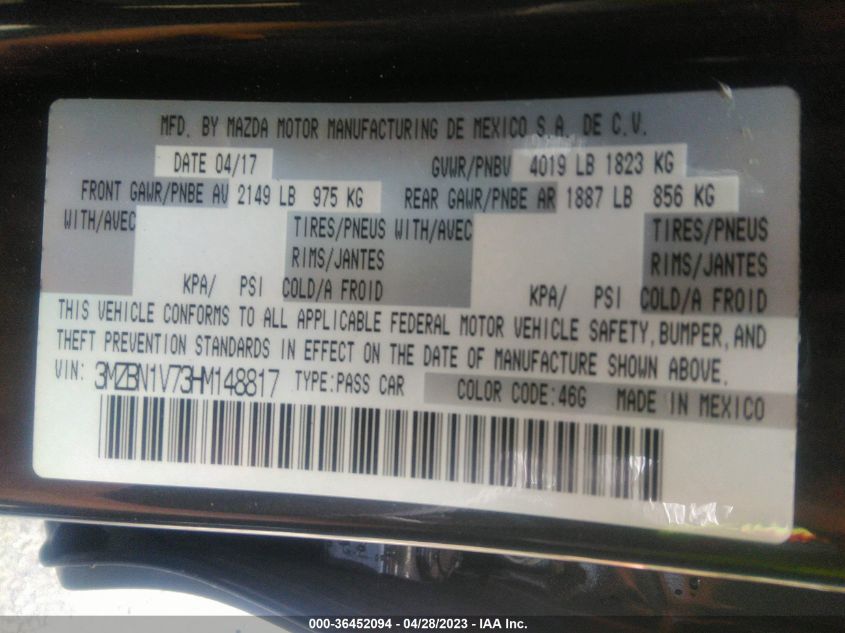 MFD. BY MAZDA MOTOR MANUFACTURING DE MEXICO S.A. DE C.V.
DATE 04/17 GVWR/PNBV 4019 LB 1823 KG
FRONT GAWR/PNBE AV 2149 LB 975 KG REAR GAWR/PNBE AR 1887 LB 856 KG
WITH/AVEC TIRES/PNEUS WITH/AVEC TIRES/PNEUS
RIMS/JANTES RIMS/JANTES
KPA/ PSI COLD/A FROID KPA/ PSI COLD/A FROID
THIS VEHICLE CONFORMS TO ALL APPLICABLE FEDERAL MOTOR VEHICLE SAFETY, BUMPER, AND
THEFT PREVENTION STANDARDS IN EFFECT ON THE DATE OF MANUFACTURE SHOWN ABOVE.
VIN: 3MZBN1V73HM148817 TYPE:PASS CAR COLOR CODE:46G MADE IN MEXICO
000-36452094 - 04/28/2023 - IAA Inc.